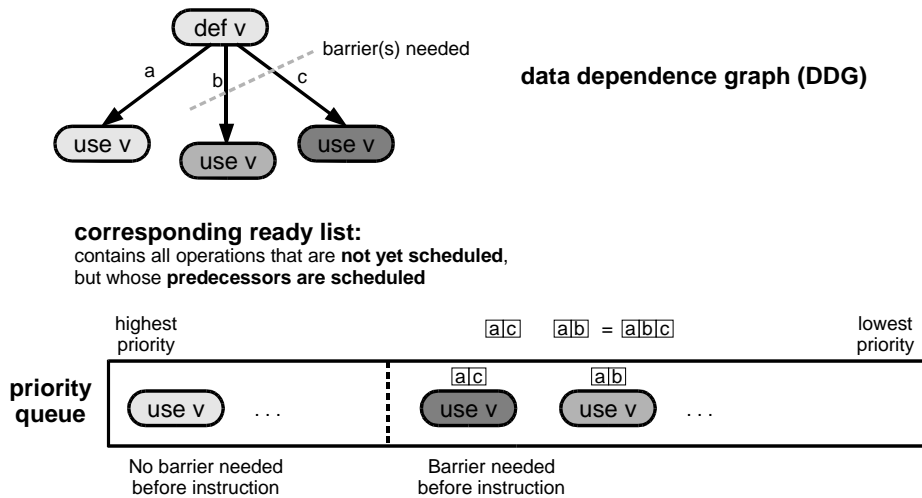 def v
barrier(s) needed
a
b
c
data dependence graph (DDG)
use v
use v
use v
corresponding ready list:
contains all operations that are not yet scheduled,
but whose predecessors are scheduled
highest
priority
a|c a|b = a|b|c
lowest
priority
priority
queue
a|c
a|b
use v . . . use v use v . . .
No barrier needed
before instruction
Barrier needed
before instruction